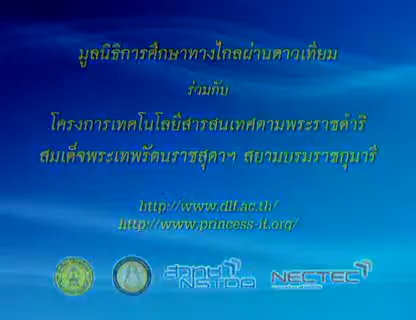 มูลนิธิการศึกษาทางไกลผ่านดาวเทียม
ร่วมกับ
โครงการเทคโนโลยีสารสนเทศตามพระราชดำริ
สมเด็จพระเทพรัตนราชสุดาฯ สยามบรมราชกุมารี
http://www.dlf.ac.th/
http://www.princess-it.org/
สวทช
NSTDA
NECTEC